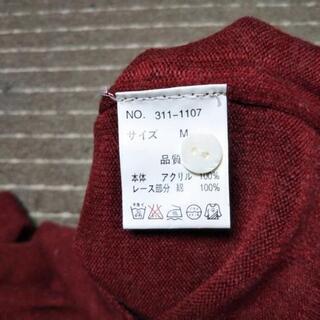 NO. 311-1107
サイズ M
品質
本体 アクリル 100%
レース部分 綿 100%